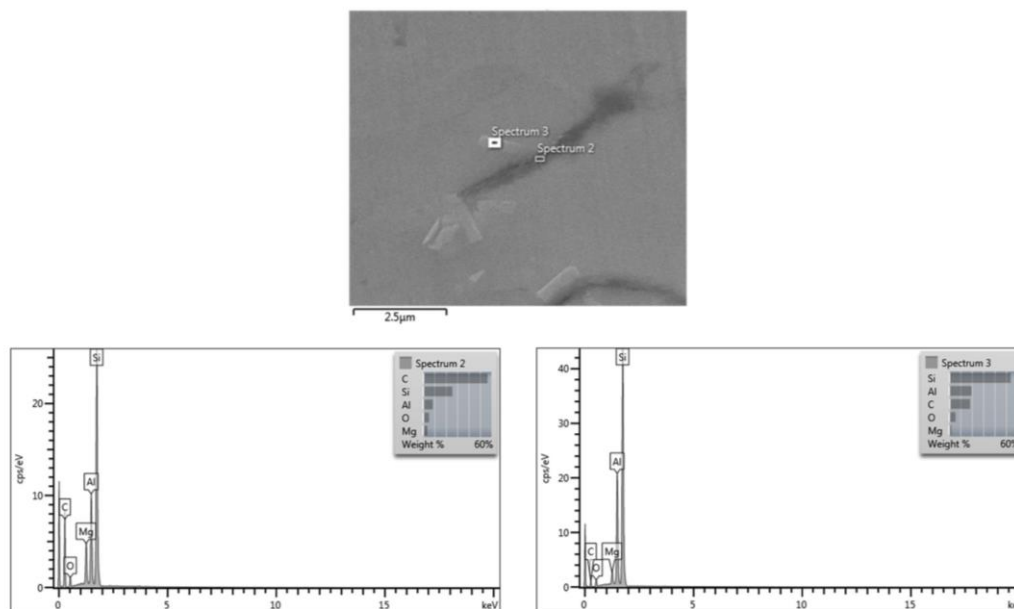 Spectrum 3
Spectrum 2
2.5μm
Si
Spectrum 2
C
Si
Al
O
Mg
Weight % 60%
20
cps/eV
10
Al
C
Mg
O
0
0 5 10 15 keV
Si
Spectrum 3
Si
Al
C
O
Mg
Weight % 60%
40
30
cps/eV
20
Al
10
C
O
Mg
0
0 5 10 15 ke